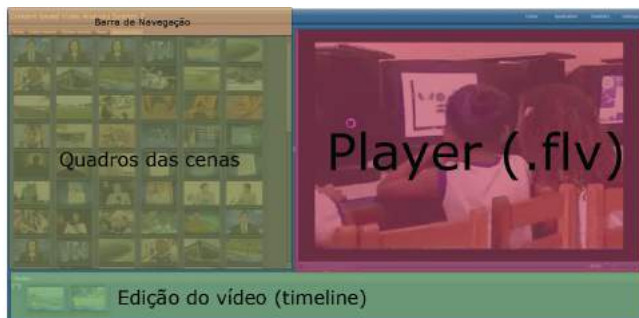 Barra de Navegação
Quadros das cenas
Player (.flv)
Edição do vídeo (timeline)